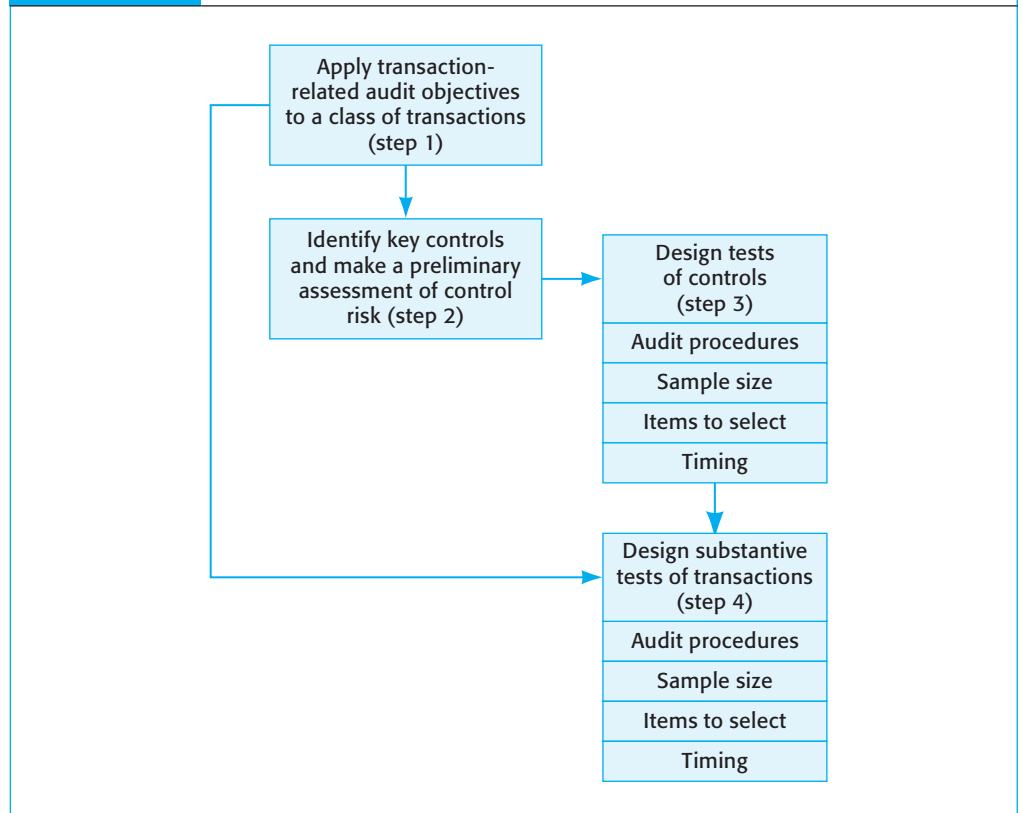 Apply transaction-
related audit objectives
to a class of transactions
(step 1)
Identify key controls
and make a preliminary
assessment of control
risk (step 2)
Design tests
of controls
(step 3)
Audit procedures
Sample size
Items to select
Timing
Design substantive
tests of transactions
(step 4)
Audit procedures
Sample size
Items to select
Timing